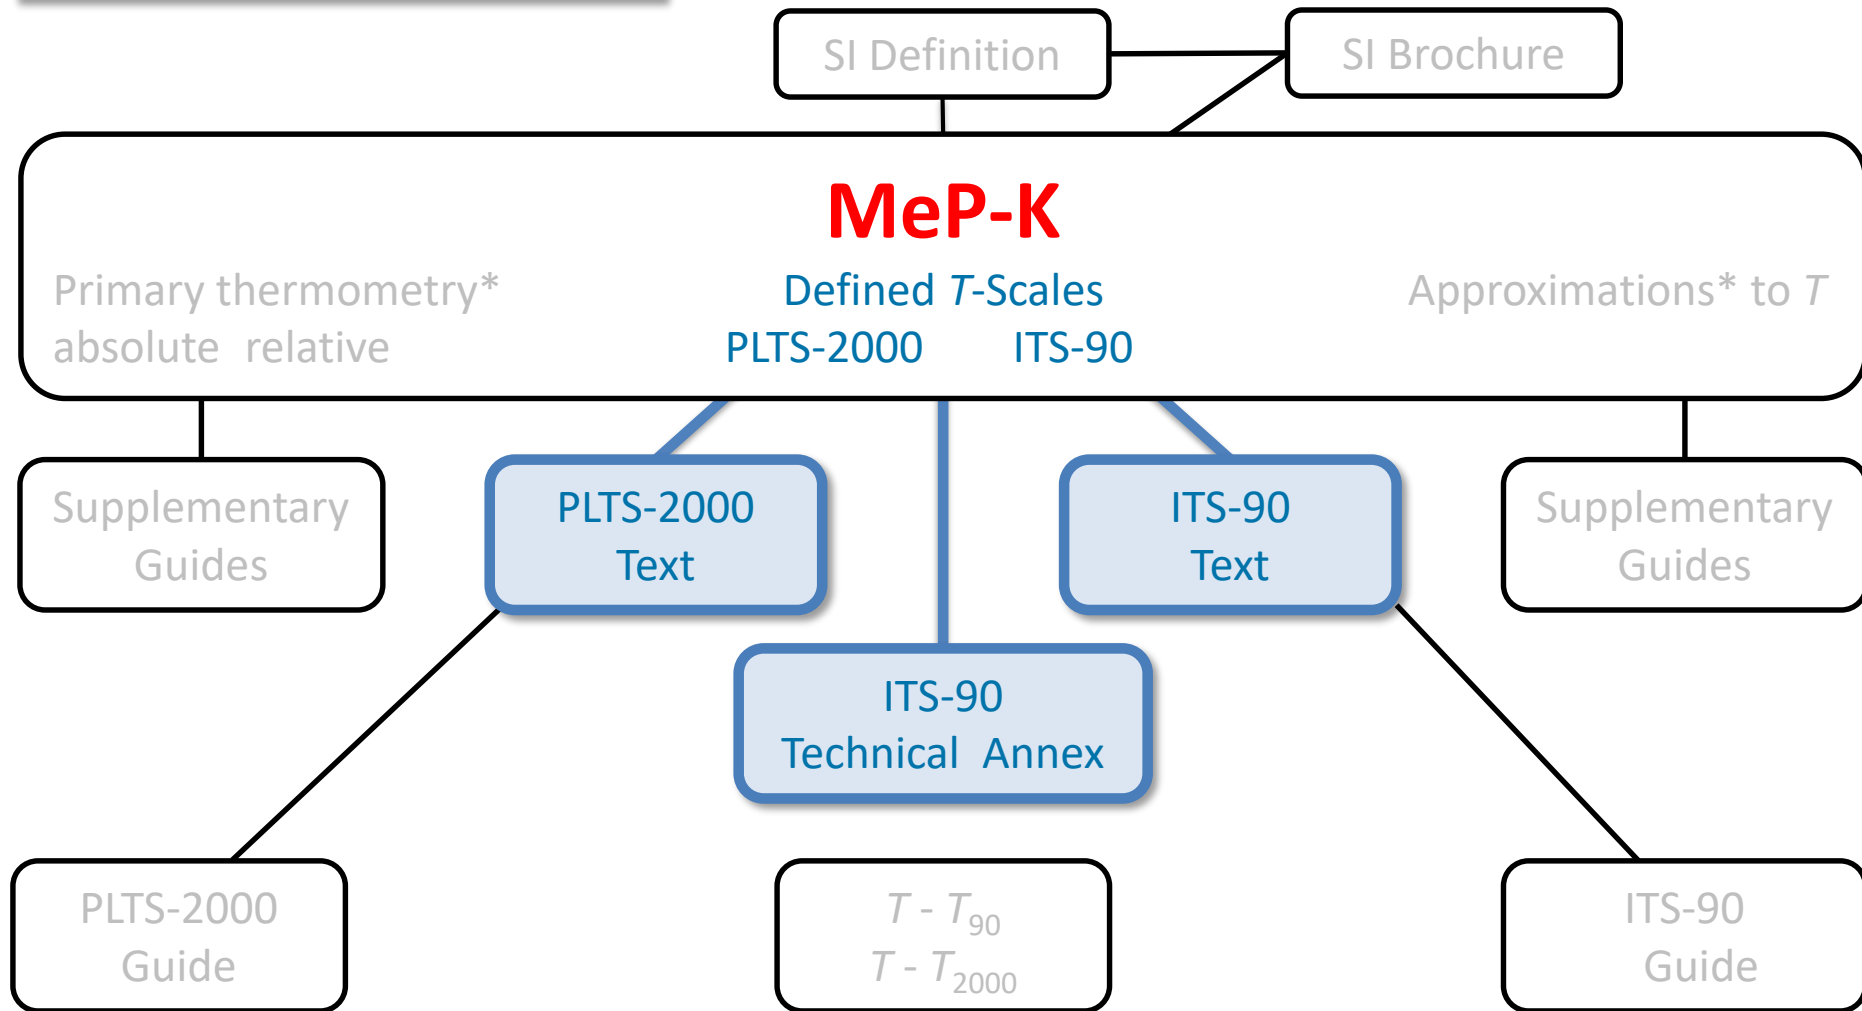 SI Definition
SI Brochure
MeP-K
Primary thermometry*
absolute relative
Defined T-Scales
PLTS-2000 ITS-90
Approximations* to T
Supplementary
Guides
PLTS-2000
Text
ITS-90
Text
Supplementary
Guides
ITS-90
Technical Annex
PLTS-2000
Guide
T - T90
T - T2000
ITS-90
Guide